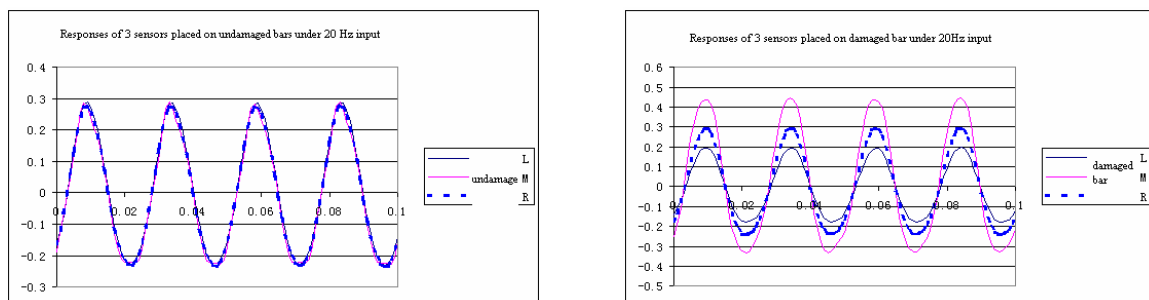 Responses of 3 sensors placed on undamaged bars under 20 Hz input
0.4
0.3
0.2
0.1
0
-0.1
-0.2
-0.3
0 0.02 0.04 0.06 0.08 0.1
L
undamage M
R
Responses of 3 sensors placed on damaged bar under 20Hz input
0.6
0.5
0.4
0.3
0.2
0.1
0
-0.1
-0.2
-0.3
-0.4
-0.5
0 0.02 0.04 0.06 0.08 0.1
L
damaged
bar M
R